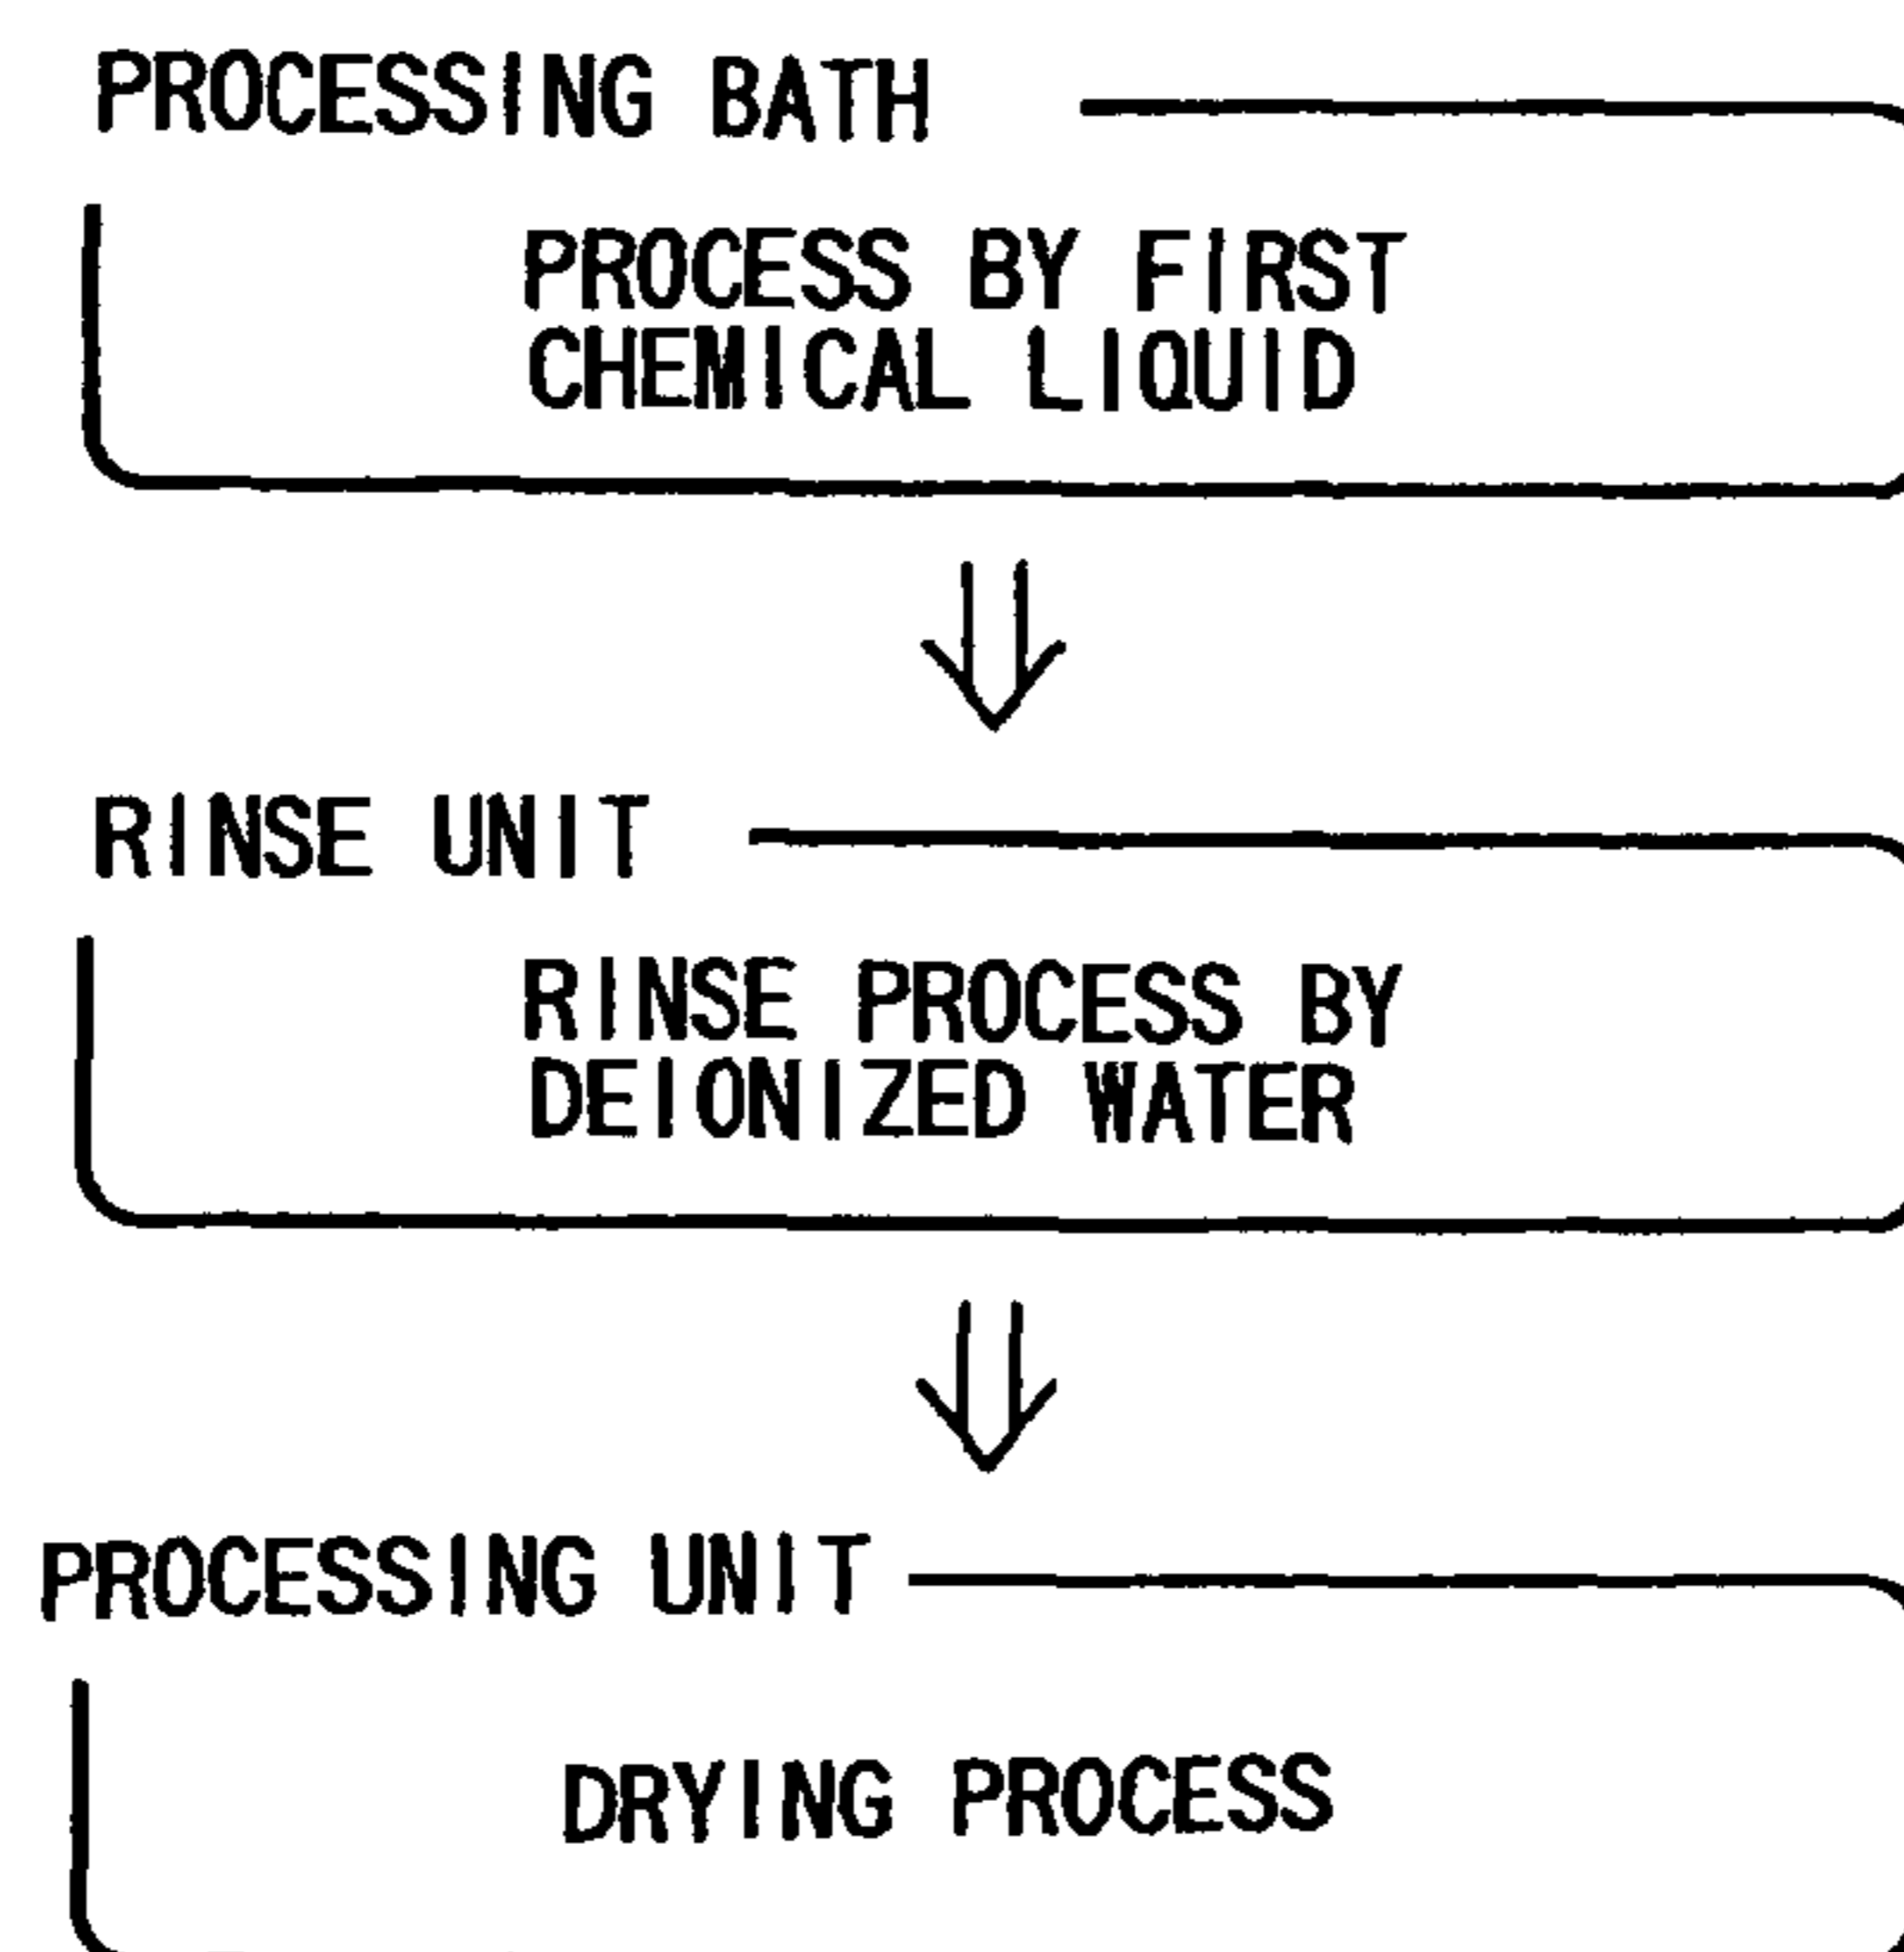 PROCESSING BATH
PROCESS BY FIRST
CHEMICAL LIQUID
RINSE UNIT
RINSE PROCESS BY
DEIONIZED WATER
PROCESSING UNIT
DRYING PROCESS